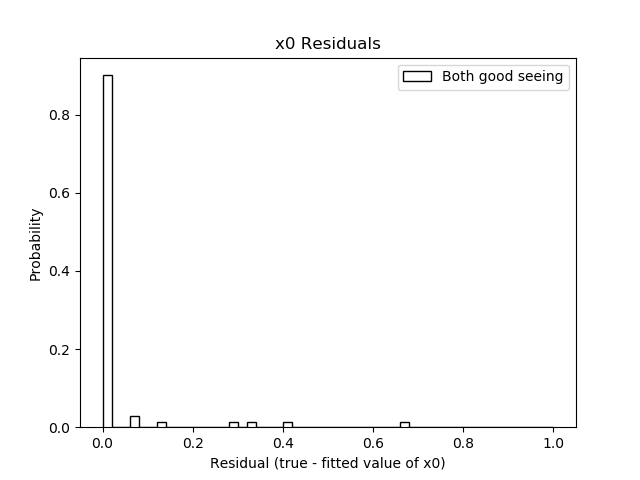 x0 Residuals
Both good seeing
Probability
0.8
0.6
0.4
0.2
0.0
0.0 0.2 0.4 0.6 0.8 1.0
Residual (true - fitted value of x0)